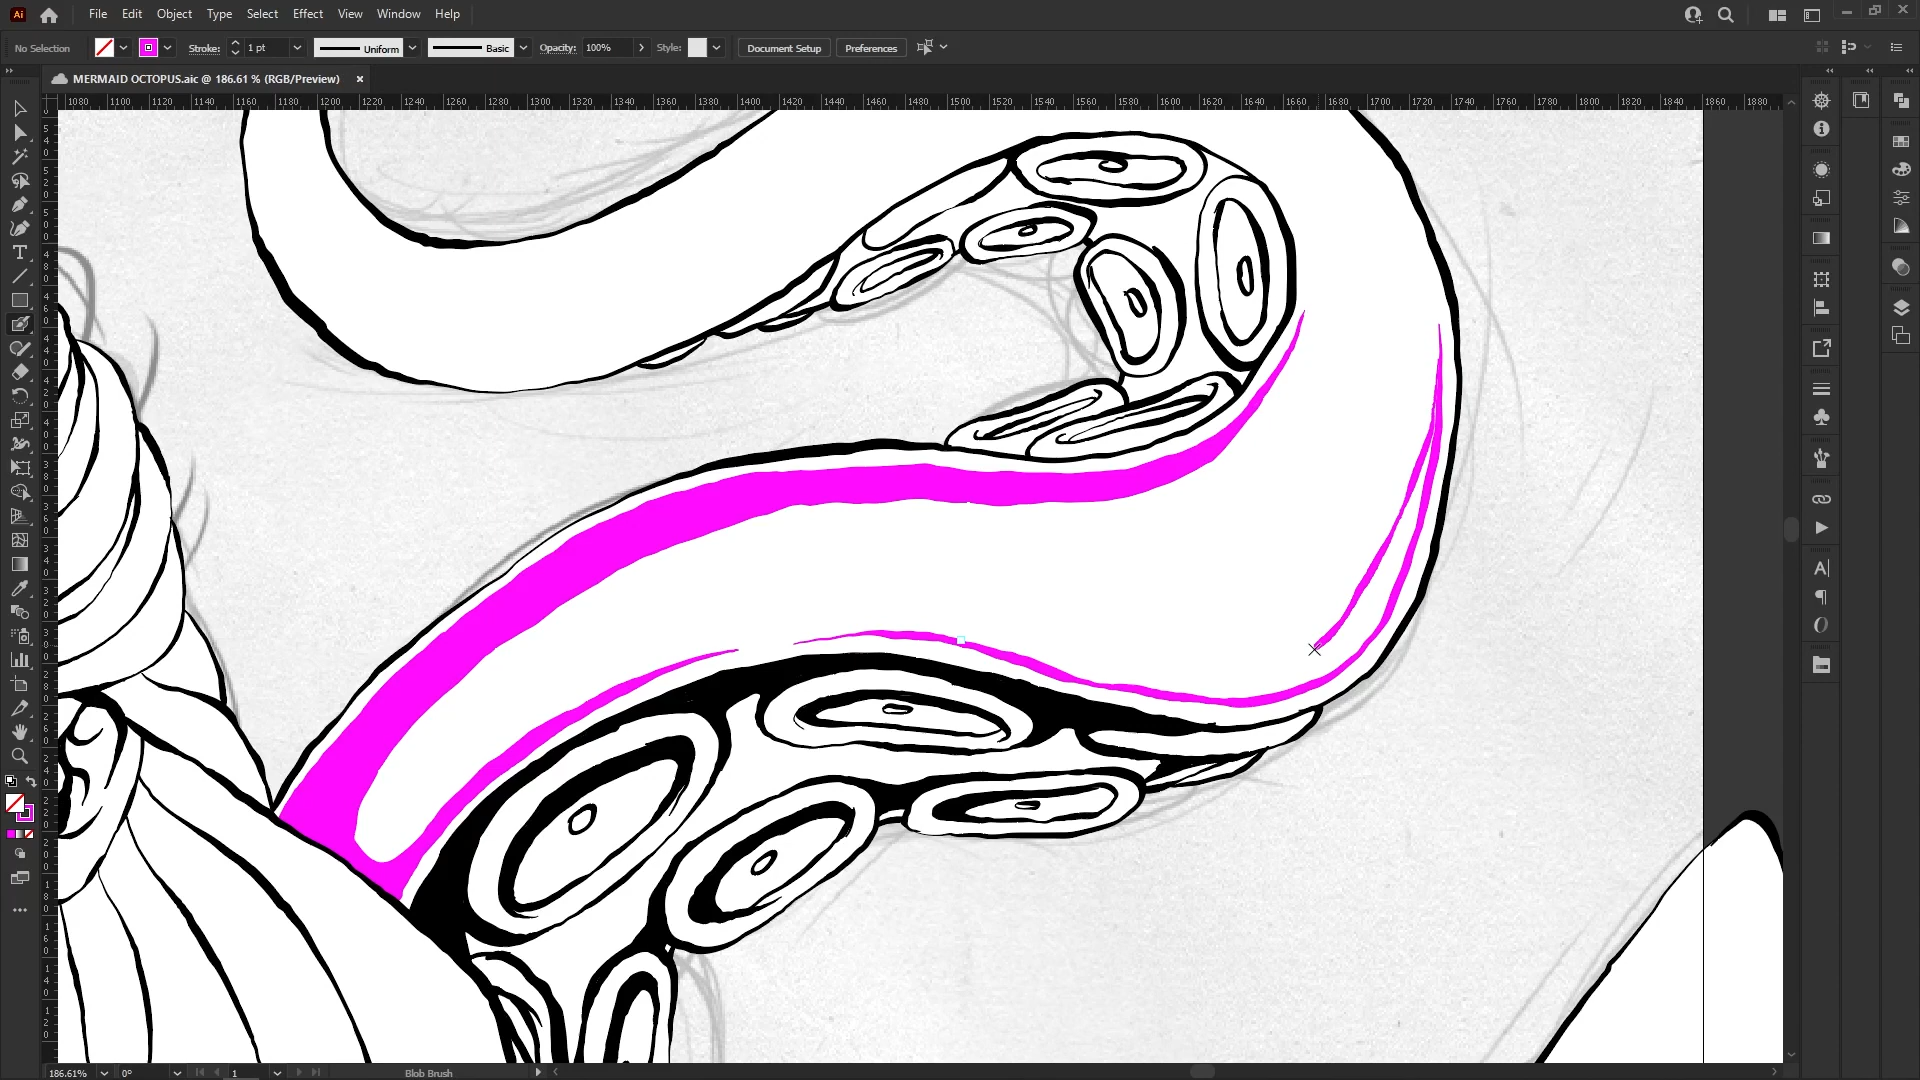 Ai File Edit Object Type Select Effect View Window Help
No Selection Stroke: 1 pt Uniform Basic Opacity: 100% Style: Document Setup Preferences
MERMAID OCTOPUS.aic @ 186.61 % (RGB/Preview) ×
1080 1100 1120 1140 1160 1180 1200 1220 1240 1260 1280 1300 1320 1340 1360 1380 1400 1420 1440 1460 1480 1500 1520 1540 1560 1580 1600 1620 1640 1660 1680 1700 1720 1740 1760 1780 1800 1820 1840 1860 1880
186.61% 0° 1 Blob Brush